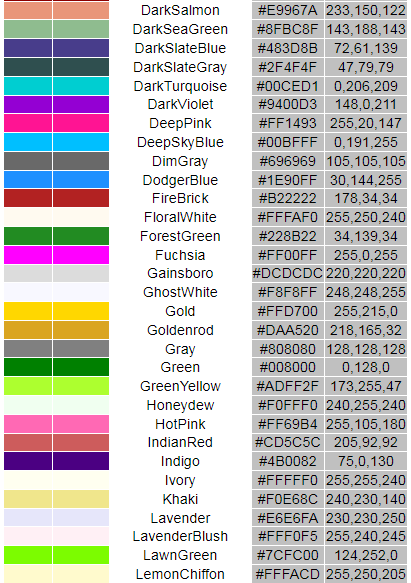 DarkSalmon #E9967A 233,150,122
DarkSeaGreen #8FBC8F 143,188,143
DarkSlateBlue #483D8B 72,61,139
DarkSlateGray #2F4F4F 47,79,79
DarkTurquoise #00CED1 0,206,209
DarkViolet #9400D3 148,0,211
DeepPink #FF1493 255,20,147
DeepSkyBlue #00BFFF 0,191,255
DimGray #696969 105,105,105
DodgerBlue #1E90FF 30,144,255
FireBrick #B22222 178,34,34
FloralWhite #FFFAF0 255,250,240
ForestGreen #228B22 34,139,34
Fuchsia #FF00FF 255,0,255
Gainsboro #DCDCDC 220,220,220
GhostWhite #F8F8FF 248,248,255
Gold #FFD700 255,215,0
Goldenrod #DAA520 218,165,32
Gray #808080 128,128,128
Green #008000 0,128,0
GreenYellow #ADFF2F 173,255,47
Honeydew #F0FFF0 240,255,240
HotPink #FF69B4 255,105,180
IndianRed #CD5C5C 205,92,92
Indigo #4B0082 75,0,130
Ivory #FFFFF0 255,255,240
Khaki #F0E68C 240,230,140
Lavender #E6E6FA 230,230,250
LavenderBlush #FFF0F5 255,240,245
LawnGreen #7CFC00 124,252,0
LemonChiffon #FFFACD 255,250,205